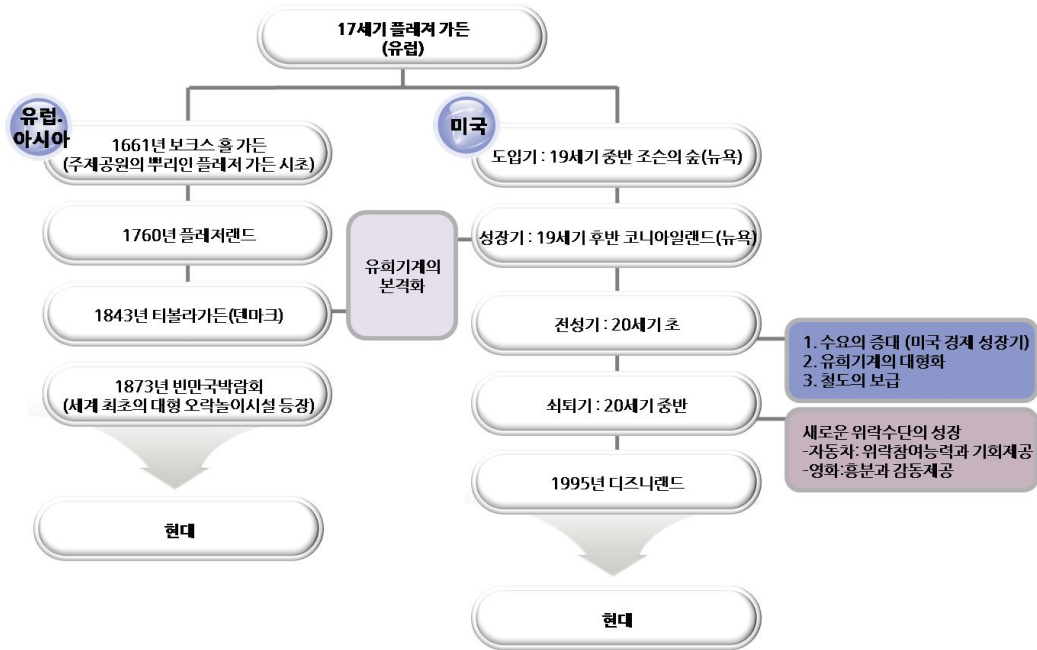 17세기 플레져 가든
(유럽)
유럽.
아시아
1661년 보크스 홀 가든
(주제공원의 뿌리인 플레저 가든 시초)
1760년 플레저랜드
1843년 티볼라가든(덴마크)
1873년 빈만국박람회
(세계 최초의 대형 오락놀이시설 등장)
현대
유희기계의
본격화
미국
도입기 : 19세기 중반 조슨의 숲(뉴욕)
성장기 : 19세기 후반 코니아일랜드(뉴욕)
전성기 : 20세기 초
1. 수요의 증대 (미국 경제 성장기)
2. 유희기계의 대형화
3. 철도의 보급
쇠퇴기 : 20세기 중반
새로운 위락수단의 성장
-자동차: 위락참여능력과 기회제공
-영화:흥분과 감동제공
1995년 디즈니랜드
현대